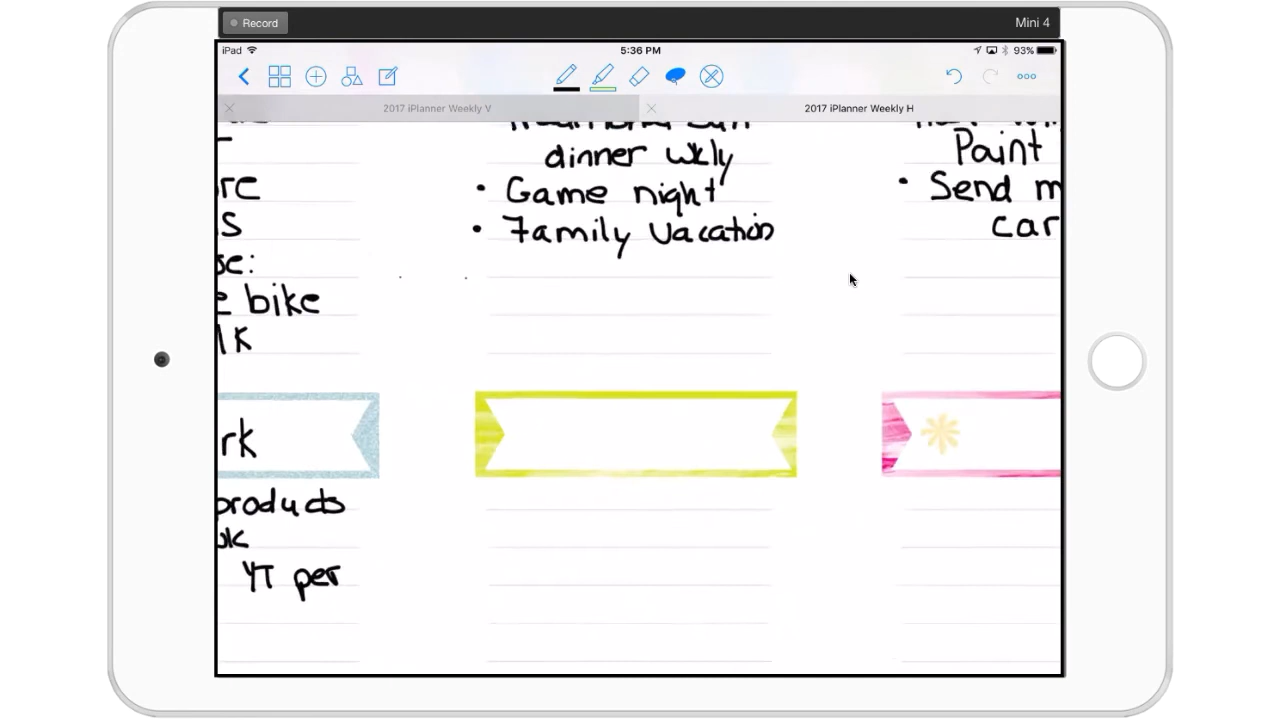 Record
Mini 4
iPad
5:36 PM
93%
2017 iPlanner Weekly V
2017 iPlanner Weekly H
re
s
se:
e bike
lk
dinner wkly
• Game night
• Family Vacation
Paint
• Send m
car
rk
products
ok
YT per